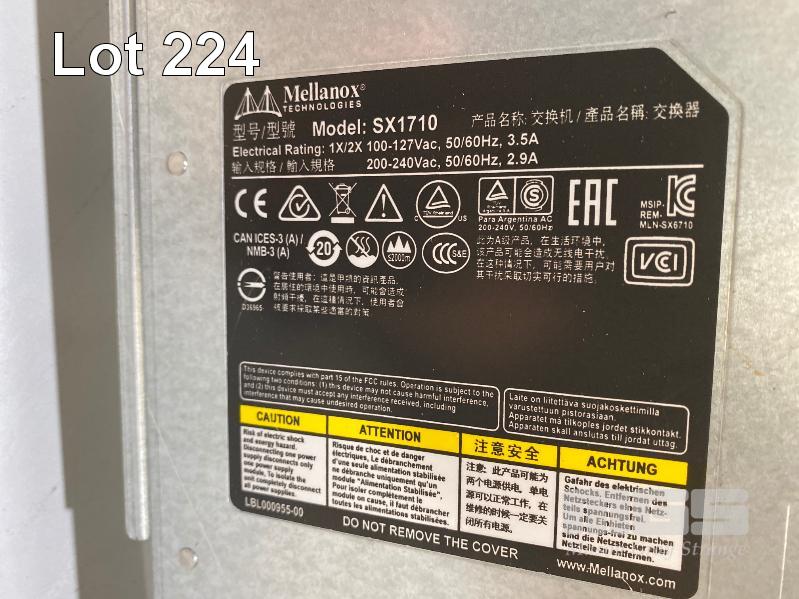 Lot 224
Mellanox®
TECHNOLOGIES
型号/型號 Model: SX1710 产品名称: 交换机 / 產品名稱: 交換器
Electrical Rating: 1X/2X 100-127Vac, 50/60Hz, 3.5A
输入规格 / 輸入規格 200-240Vac, 50/60Hz, 2.9A
CE
TÜVRheinland
C US
Para Argentina AC
200-240V, 50/60Hz
EAC
MSIP-
REM-
MLN-SX6710
CAN ICES-3 (A) /
NMB-3 (A)
20
≤2000m
CCC S&E
VCI
此为A级产品，在生活环境中，
该产品可能会造成无线电干扰。
在这种情况下，可能需要用户对
其干扰采取切实可行的措施。
D36965
警告使用者：這是甲類的資訊產品，
在居住的環境中使用時，可能會造成
射頻干擾，在這種情況下，使用者會
被要求採取某些適當的對策
This device complies with part 15 of the FCC rules. Operation is subject to the
following two conditions: (1) this device may not cause harmful interference,
and (2) this device must accept any interference received, including
interference that may cause undesired operation.
Laite on liitettävä suojakoskettimilla
varustettuun pistorasiaan.
Apparatet må tilkoples jordet stikkontakt.
Apparaten skall anslutas till jordat uttag.
CAUTION
Risk of electric shock
and energy hazard.
Disconnecting one power
supply disconnects only
one power supply
module. To isolate the
unit completely disconnect
all power supplies.
ATTENTION
Risque de choc et de danger
électriques. Le débranchement
d'une seule alimentation stabilisée
ne débranche uniquement qu'un
module "Alimentation Stabilisée".
Pour isoler complètement le
module en cause, il faut débrancher
toutes les alimentations stabilisées.
注意安全
注意: 此产品可能为
两个电源供电，单电
源可以正常工作，在
维修的时候一定要关
闭所有电源。
ACHTUNG
Gafahr des elektrischen
Schocks. Entfernen des
Netzsteckers eines Netz-
teils spannungsfrei.
Um alle Einheiten
spannungs-frei zu machen
sind die Netzstecker aller
Netzteile zu entfernen.
LBL000955-00
DO NOT REMOVE THE COVER
www.Mellanox.com